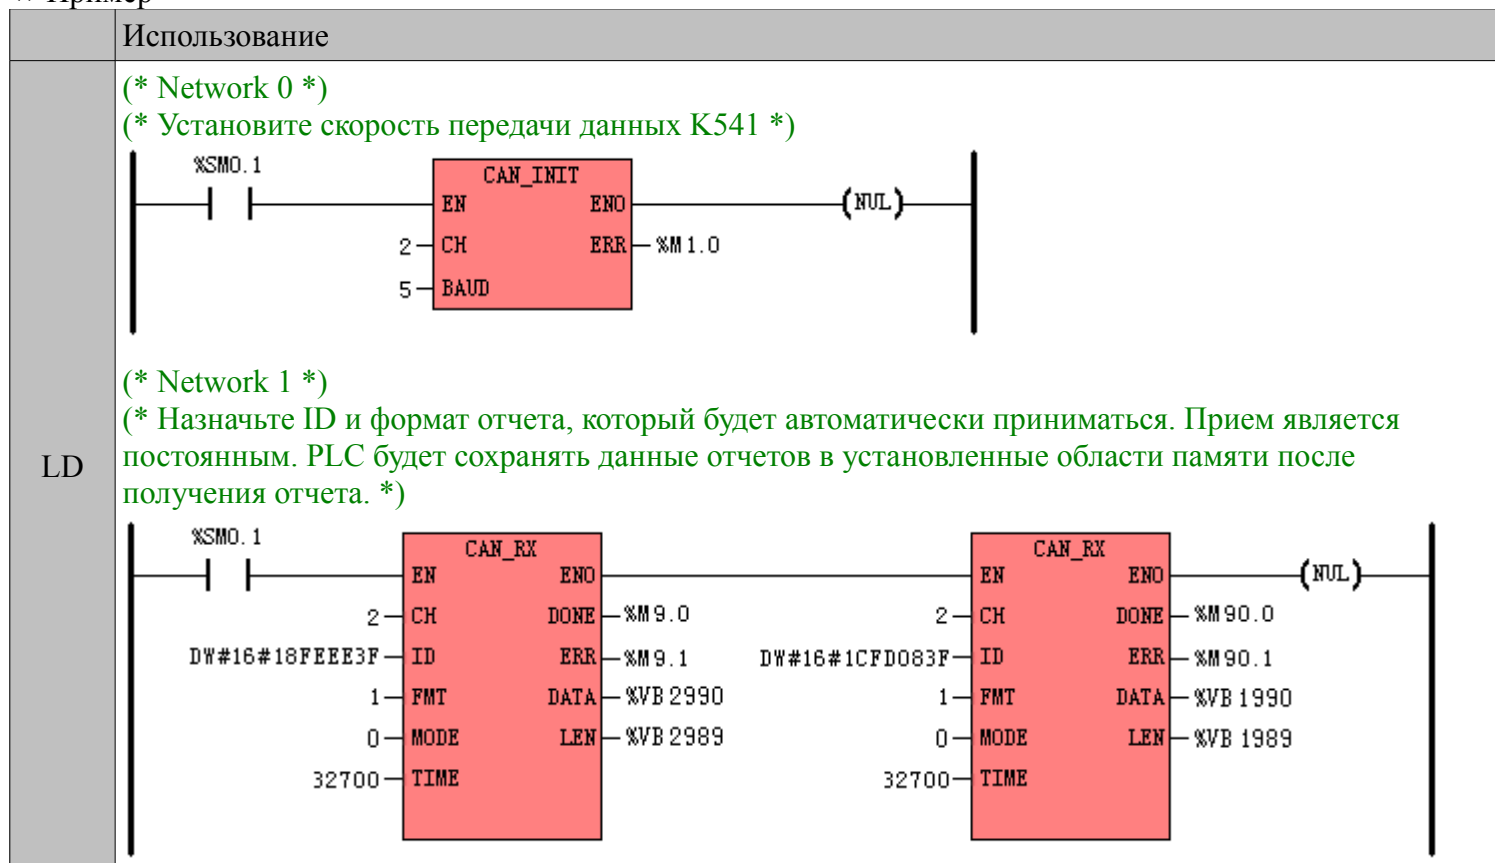 Пример
Использование
LD
(* Network 0 *)
(* Установите скорость передачи данных K541 *)
%SM0.1
CAN_INIT
EN ENO
(NUL)
2 CH ERR %M1.0
5 BAUD
(* Network 1 *)
(* Назначьте ID и формат отчета, который будет автоматически приниматься. Прием является
постоянным. PLC будет сохранять данные отчетов в установленные области памяти после
получения отчета. *)
%SM0.1
CAN_RX CAN_RX
EN ENO EN ENO (NUL)
2 CH DONE %M9.0 2 CH DONE %M90.0
DW#16#18FEEE3F ID ERR %M9.1 DW#16#1CFD083F ID ERR %M90.1
1 FMT DATA %VB2990 1 FMT DATA %VB1990
0 MODE LEN %VB2989 0 MODE LEN %VB1989
32700 TIME 32700 TIME